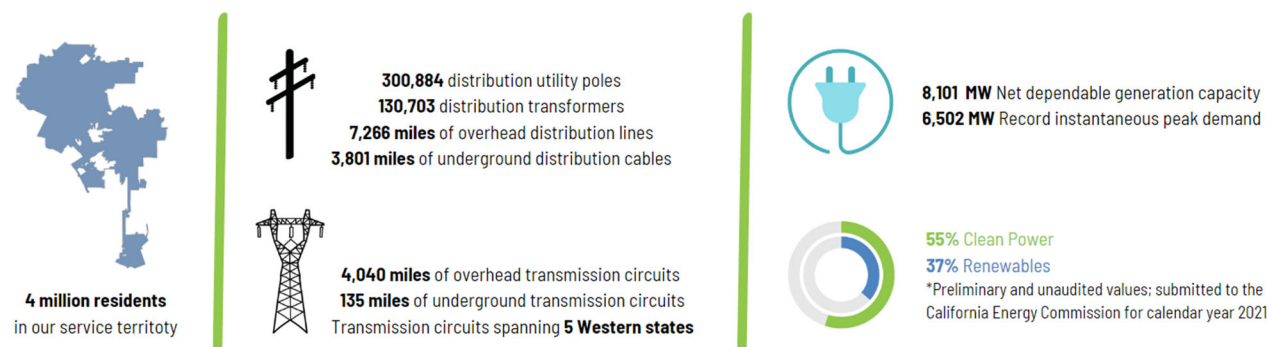 4 million residents
in our service territoty
300,884 distribution utility poles
130,703 distribution transformers
7,266 miles of overhead distribution lines
3,801 miles of underground distribution cables
4,040 miles of overhead transmission circuits
135 miles of underground transmission circuits
Transmission circuits spanning 5 Western states
8,101 MW Net dependable generation capacity
6,502 MW Record instantaneous peak demand
55% Clean Power
37% Renewables
*Preliminary and unaudited values; submitted to the
California Energy Commission for calendar year 2021